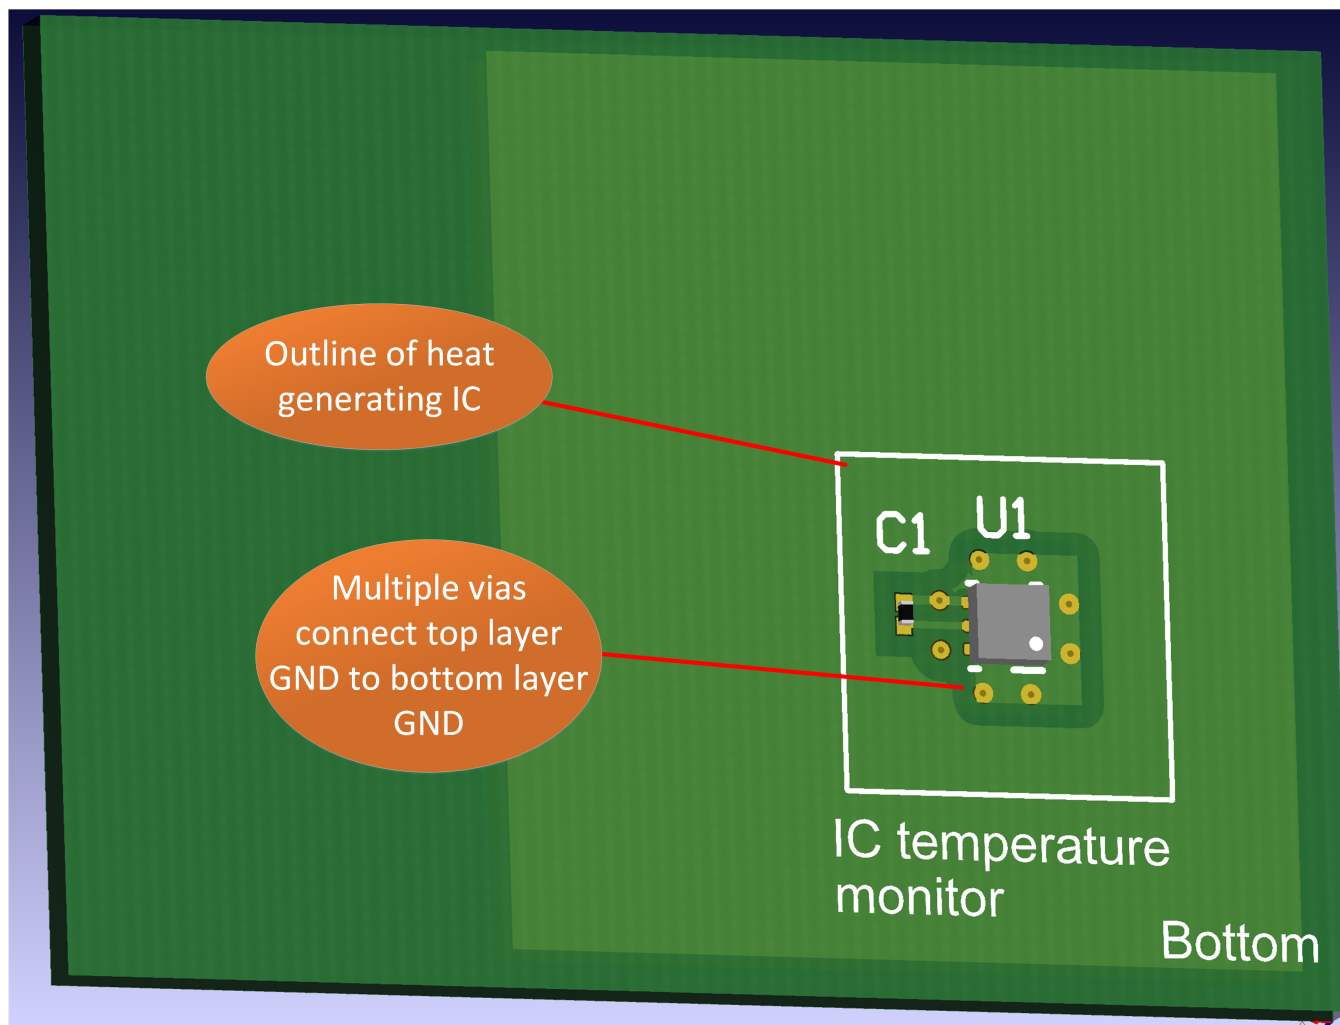 Outline of heat
generating IC
Multiple vias
connect top layer
GND to bottom layer
GND
C1
U1
IC temperature
monitor
Bottom